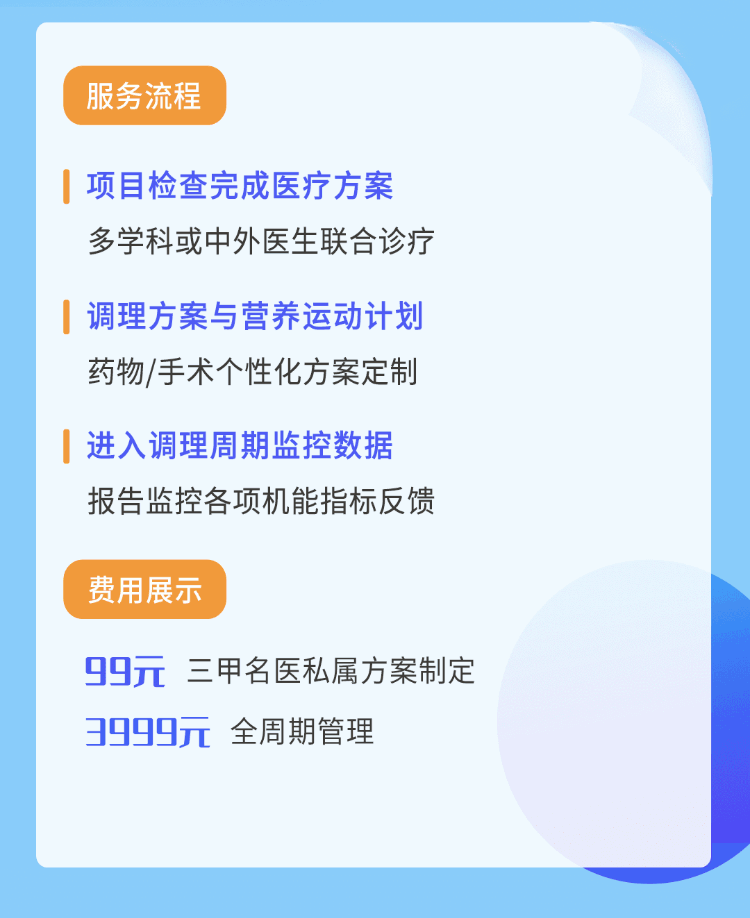 服务流程
项目检查完成医疗方案
多学科或中外医生联合诊疗
调理方案与营养运动计划
药物/手术个性化方案定制
进入调理周期监控数据
报告监控各项机能指标反馈
费用展示
99元 三甲名医私属方案制定
3999元 全周期管理